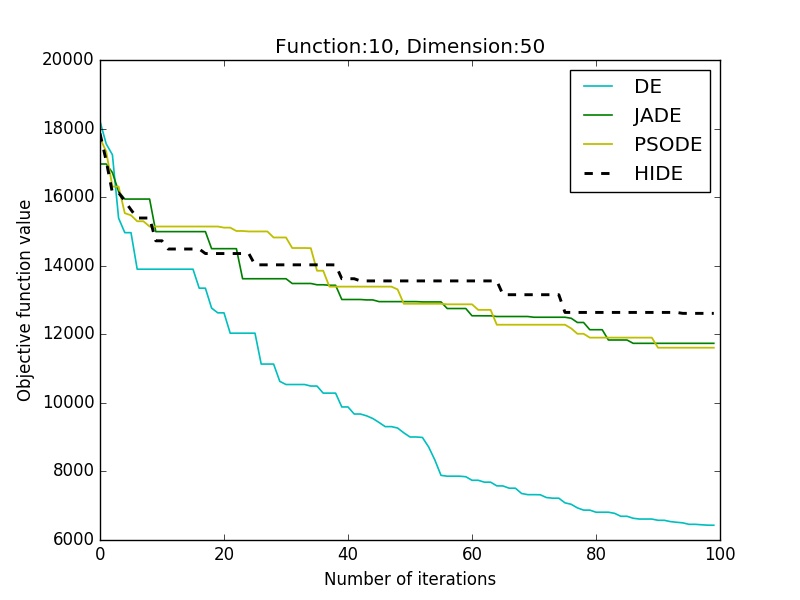 Function:10, Dimension:50
20000
18000
16000
14000
12000
10000
8000
6000
Objective function value
DE
JADE
PSODE
HIDE
0 20 40 60 80 100
Number of iterations